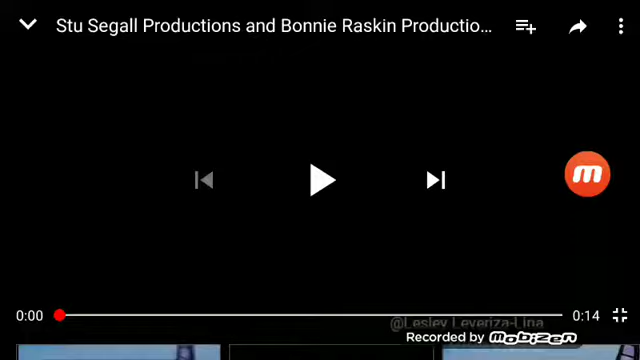 Stu Segall Productions and Bonnie Raskin Productio...
m
0:00
0:14
@Lesley Leveriza-Lina
Recorded by mobizen